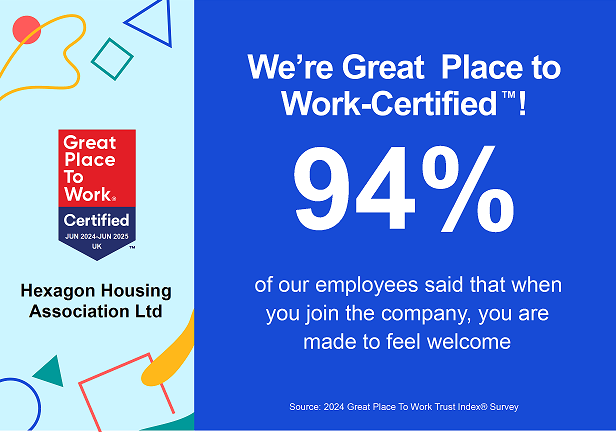 Great
Place
To
Work®
Certified
JUN 2024-JUN 2025
UK
™
Hexagon Housing
Association Ltd
We’re Great  Place to
Work-Certified™!
94%
of our employees said that when
you join the company, you are
made to feel welcome
Source: 2024 Great Place To Work Trust Index® Survey